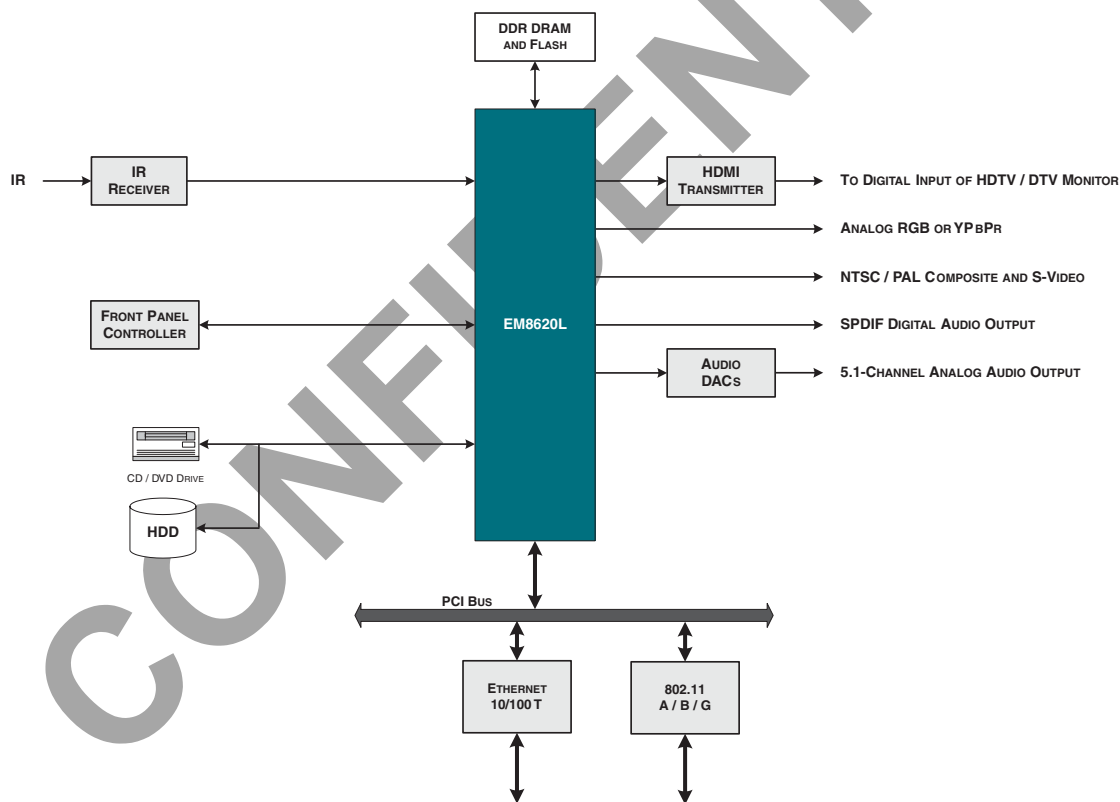 DDR DRAM
AND FLASH
IR
IR
RECEIVER
HDMI
TRANSMITTER
TO DIGITAL INPUT OF HDTV / DTV MONITOR
ANALOG RGB OR YPBPR
NTSC / PAL COMPOSITE AND S-VIDEO
FRONT PANEL
CONTROLLER
EM8620L
SPDIF DIGITAL AUDIO OUTPUT
AUDIO
DACS
5.1-CHANNEL ANALOG AUDIO OUTPUT
CD / DVD DRIVE
HDD
PCI BUS
ETHERNET
10/100 T
802.11
A / B / G
CONFIDENT